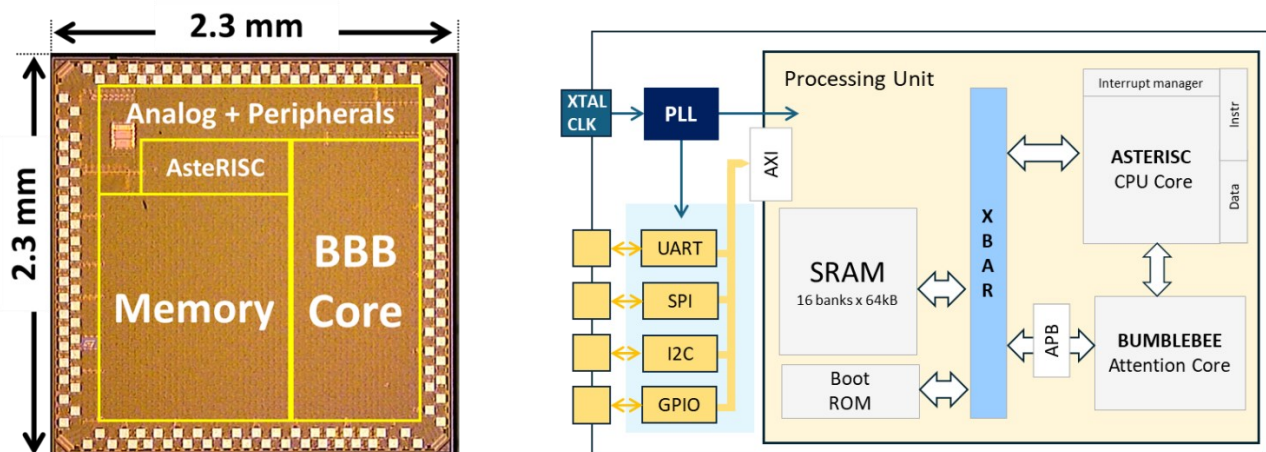 2.3 mm
2.3 mm
Analog + Peripherals
AsteRISC
Memory
BBB
Core
XTAL
CLK
PLL
Processing Unit
AXI
UART
SPI
I2C
GPIO
SRAM
16 banks x 64kB
Boot
ROM
X
BAR
APB
Interrupt manager
Instr
Data
ASTERISC
CPU Core
BUMBLEBEE
Attention Core